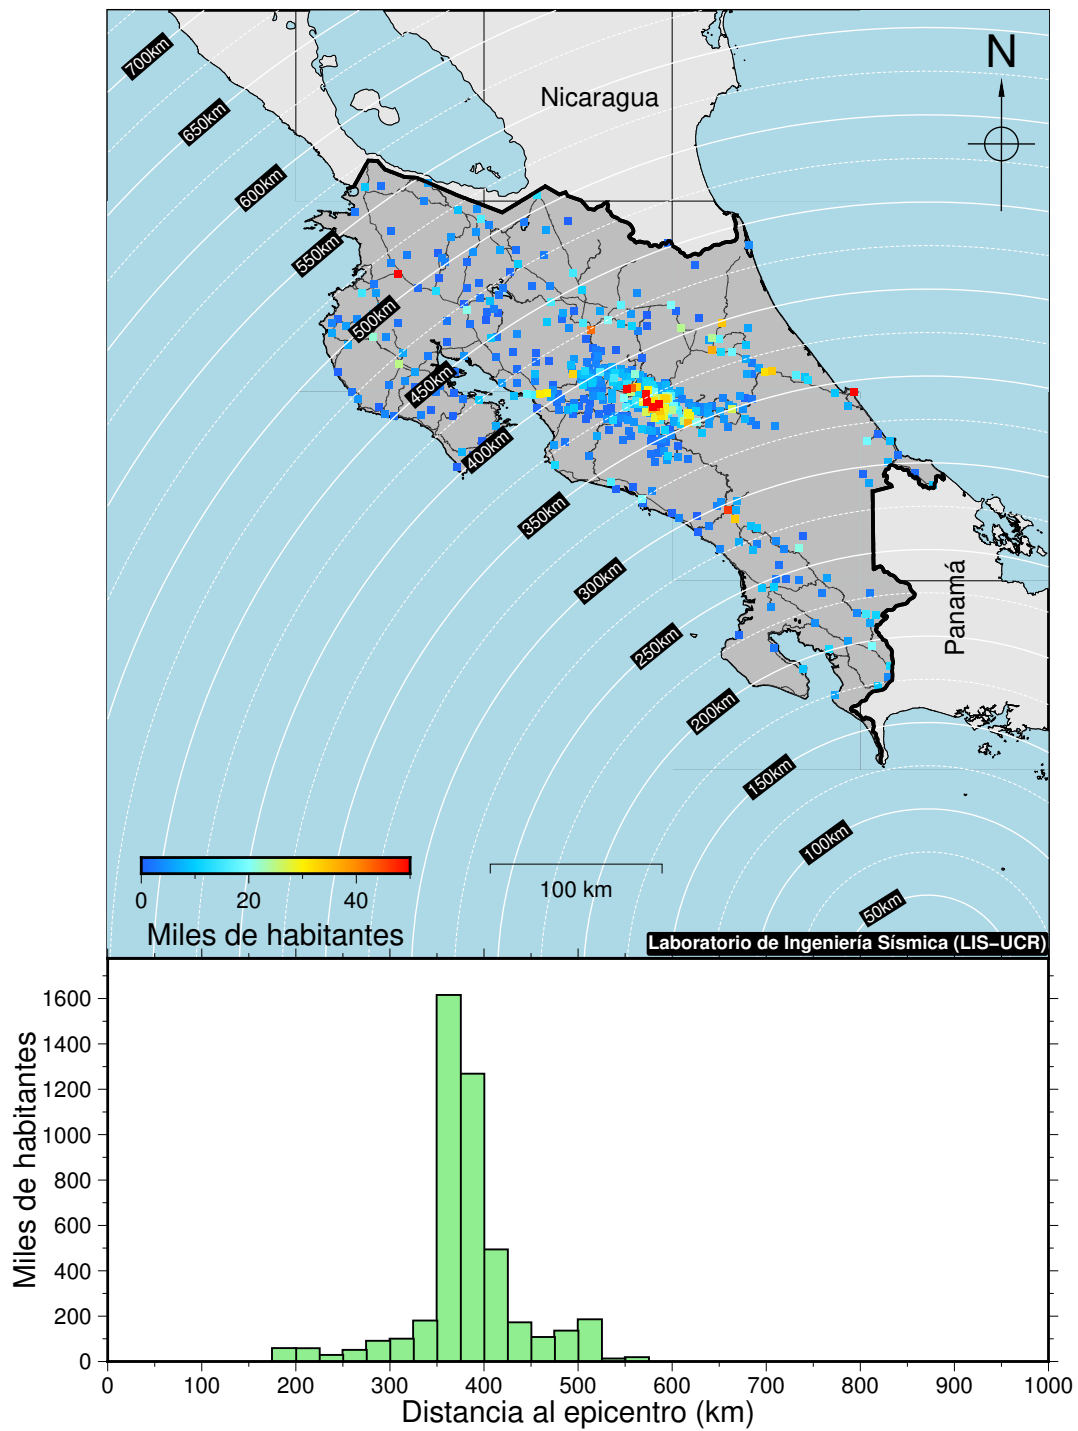 700km
N
Nicaragua
650km
600km
550km
500km
450km
400km
350km
300km
Panamá
250km
200km
150km
100km
50km
0 20 40
Miles de habitantes
100 km
Laboratorio de Ingeniería Sísmica (LIS–UCR)
Miles de habitantes
1600
1400
1200
1000
800
600
400
200
0
0 100 200 300 400 500 600 700 800 900 1000
Distancia al epicentro (km)